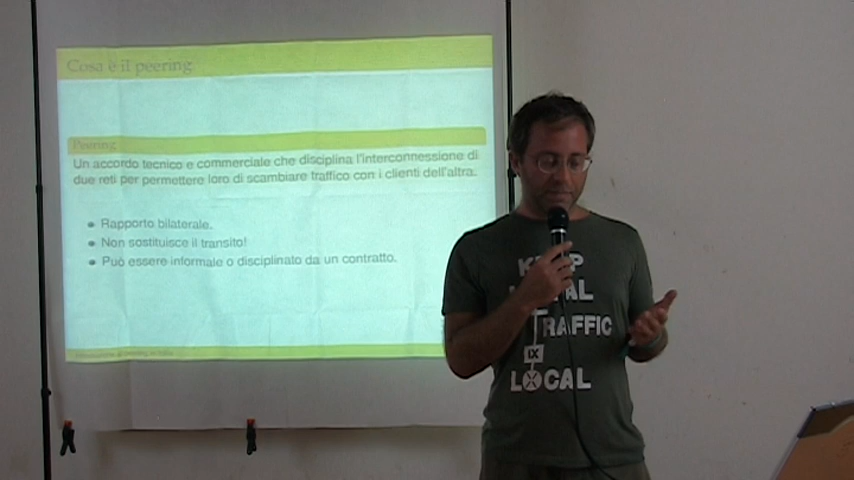 Cosa è il peering
Peering
Un accordo tecnico e commerciale che disciplina l'interconnessione di
due reti per permettere loro di scambiare traffico con i clienti dell'altra.
Rapporto bilaterale.
Non sostituisce il transito!
Può essere informale o disciplinato da un contratto.
TRAFFIC
IX
LOCAL